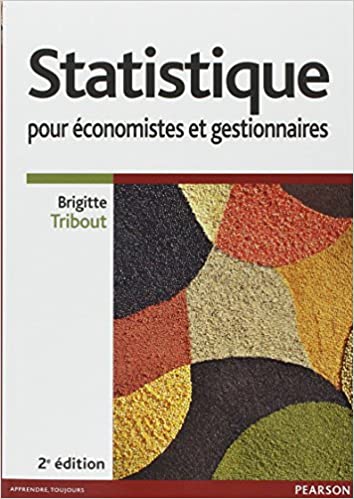 Statistique
pour économistes et gestionnaires
Brigitte
Tribout
2e édition
APPRENDRE, TOUJOURS
PEARSON